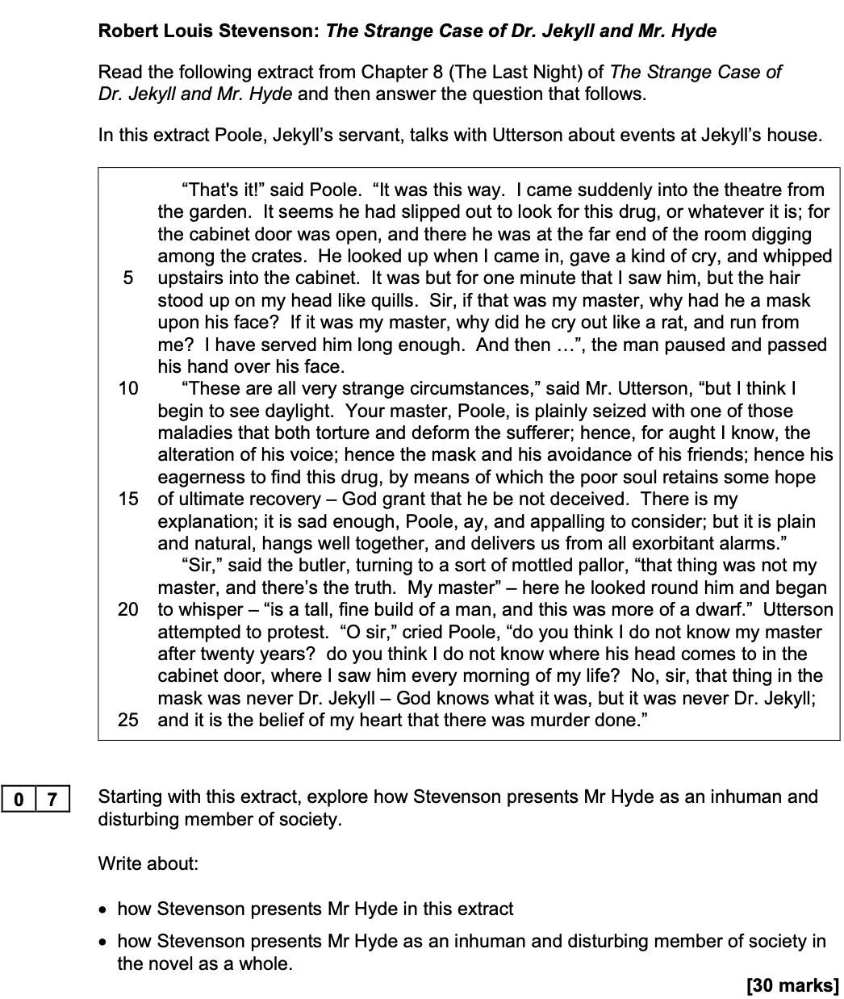 Robert Louis Stevenson: The Strange Case of Dr. Jekyll and Mr. Hyde
Read the following extract from Chapter 8 (The Last Night) of The Strange Case of
Dr. Jekyll and Mr. Hyde and then answer the question that follows.
In this extract Poole, Jekyll’s servant, talks with Utterson about events at Jekyll’s house.
“That's it!” said Poole.  “It was this way.  I came suddenly into the theatre from
the garden.  It seems he had slipped out to look for this drug, or whatever it is; for
the cabinet door was open, and there he was at the far end of the room digging
among the crates.  He looked up when I came in, gave a kind of cry, and whipped
5 upstairs into the cabinet.  It was but for one minute that I saw him, but the hair
stood up on my head like quills.  Sir, if that was my master, why had he a mask
upon his face?  If it was my master, why did he cry out like a rat, and run from
me?  I have served him long enough.  And then …”, the man paused and passed
his hand over his face.
10 “These are all very strange circumstances,” said Mr. Utterson, “but I think I
begin to see daylight.  Your master, Poole, is plainly seized with one of those
maladies that both torture and deform the sufferer; hence, for aught I know, the
alteration of his voice; hence the mask and his avoidance of his friends; hence his
eagerness to find this drug, by means of which the poor soul retains some hope
15 of ultimate recovery – God grant that he be not deceived.  There is my
explanation; it is sad enough, Poole, ay, and appalling to consider; but it is plain
and natural, hangs well together, and delivers us from all exorbitant alarms.”
“Sir,” said the butler, turning to a sort of mottled pallor, “that thing was not my
master, and there’s the truth.  My master” – here he looked round him and began
20 to whisper – “is a tall, fine build of a man, and this was more of a dwarf.”  Utterson
attempted to protest.  “O sir,” cried Poole, “do you think I do not know my master
after twenty years?  do you think I do not know where his head comes to in the
cabinet door, where I saw him every morning of my life?  No, sir, that thing in the
mask was never Dr. Jekyll – God knows what it was, but it was never Dr. Jekyll;
25 and it is the belief of my heart that there was murder done.”
0 7 Starting with this extract, explore how Stevenson presents Mr Hyde as an inhuman and
disturbing member of society.
Write about:
• how Stevenson presents Mr Hyde in this extract
• how Stevenson presents Mr Hyde as an inhuman and disturbing member of society in
the novel as a whole.
[30 marks]